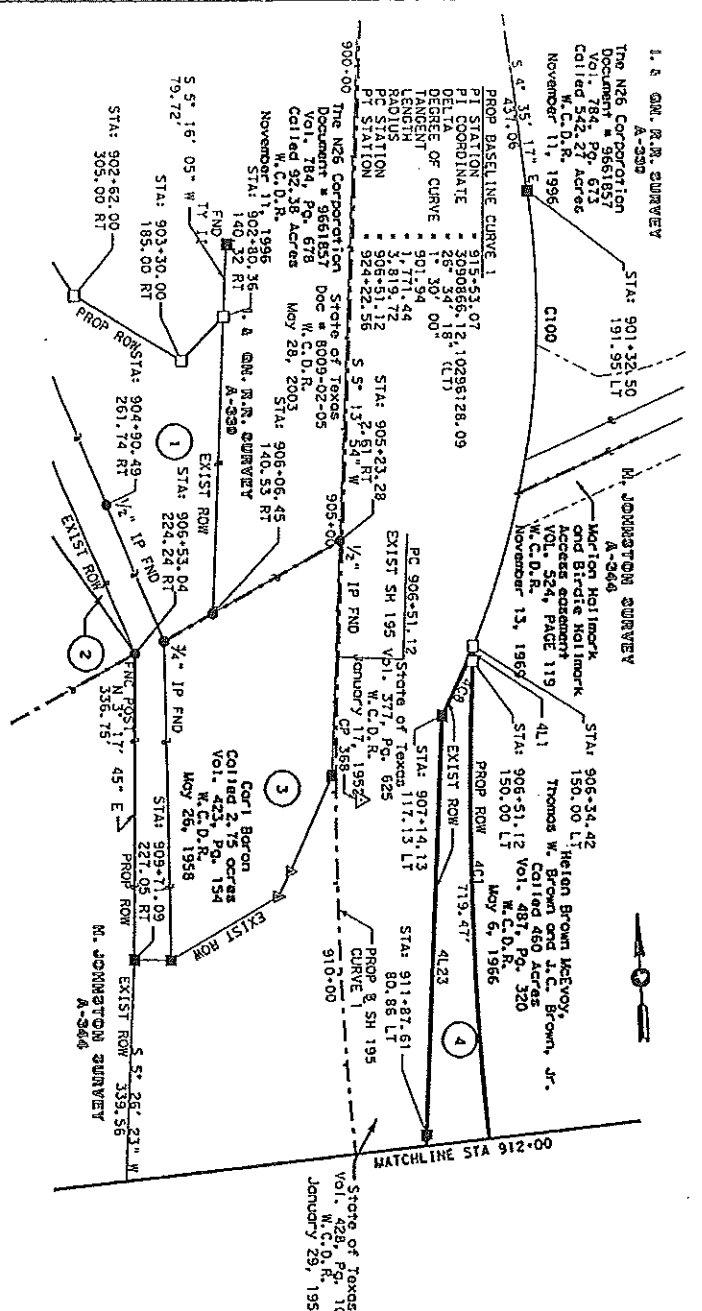 I. & GN. R.R. SURVEY
A-330
The N26 Corporation
Document # 9661857
Vol. 784, Pg. 673
Called 542.27 Acres
W.C.D.R.
November 11, 1996
S 4° 35' 17" E
437.06
STA: 901+32.50
191.95' LT
C100
M. JOHNSTON SURVEY
A-344
Marion Hallmark
and Birdie Hallmark
Access easement
VOL. 524, PAGE 119
W.C.D.R.
November 13, 1969
STA: 906+34.42
150.00 LT
4L1
STA: 906+51.12
150.00 LT
Helen Brown McEvoy,
Thomas W. Brown and J.C. Brown, Jr.
Called 460 Acres
Vol. 487, Pg. 320
W.C.D.R.
May 6, 1966
PROP ROW
4C1
719.47'
EXIST ROW
STA: 907+14.13
117.13 LT
4L23
4
STA: 911+87.61
80.86 LT
900+00
PROP BASELINE CURVE 1
PI STATION = 915+53.07
PI COORDINATE = 3090866.12,10296128.09
DELTA = 26° 34' 18" (LT)
DEGREE OF CURVE = 1° 30' 00"
TANGENT = 901.94
LENGTH = 1,771.44
RADIUS = 3,819.72
PC STATION = 906+51.12
PT STATION = 924+22.56
PC 906+51.12
EXIST SH 195
State of Texas
Vol. 377, Pg. 625
W.C.D.R.
CP 368
PROP B SH 195
CURVE 1
910+00
MATCHLINE STA 912+00
State of Texas
Vol. 428, Pg.
W.C.D.R.
January 29, 195
The N26 Corporation
Document # 9661857
Vol. 784, Pg. 678
Called 92.38 Acres
W.C.D.R.
November 11, 1996
State of Texas
Doc # 8009-02-05
W.C.D.R.
May 28, 2003
S 5° 13' 54" W
STA: 905+23.28
2.61 RT
905+00
1/2" IP FND
STA: 902+80.36
140.32 RT
S 5° 16' 05" W
79.72'
TY II
FND
I. & GN. R.R. SURVEY
A-330
STA: 906+06.45
140.53 RT
EXIST ROW
STA: 903+30.00
185.00 RT
STA: 902+62.00
305.00 RT
PROP ROW
1
STA: 904+90.49
261.74 RT
1/2" IP FND
EXIST ROW
STA: 906+53.04
224.24 RT
2
3/4" IP FND
FNC POST
N 3° 17' 45" E
336.75'
3
Carl Baron
Called 2.75 acres
Vol. 423, Pg. 154
W.C.D.R.
May 26, 1958
EXIST ROW
STA: 909+71.09
227.05 RT
PROP ROW
EXIST ROW
S 5° 26' 23" W
339.56
M. JOHNSTON SURVEY
A-344